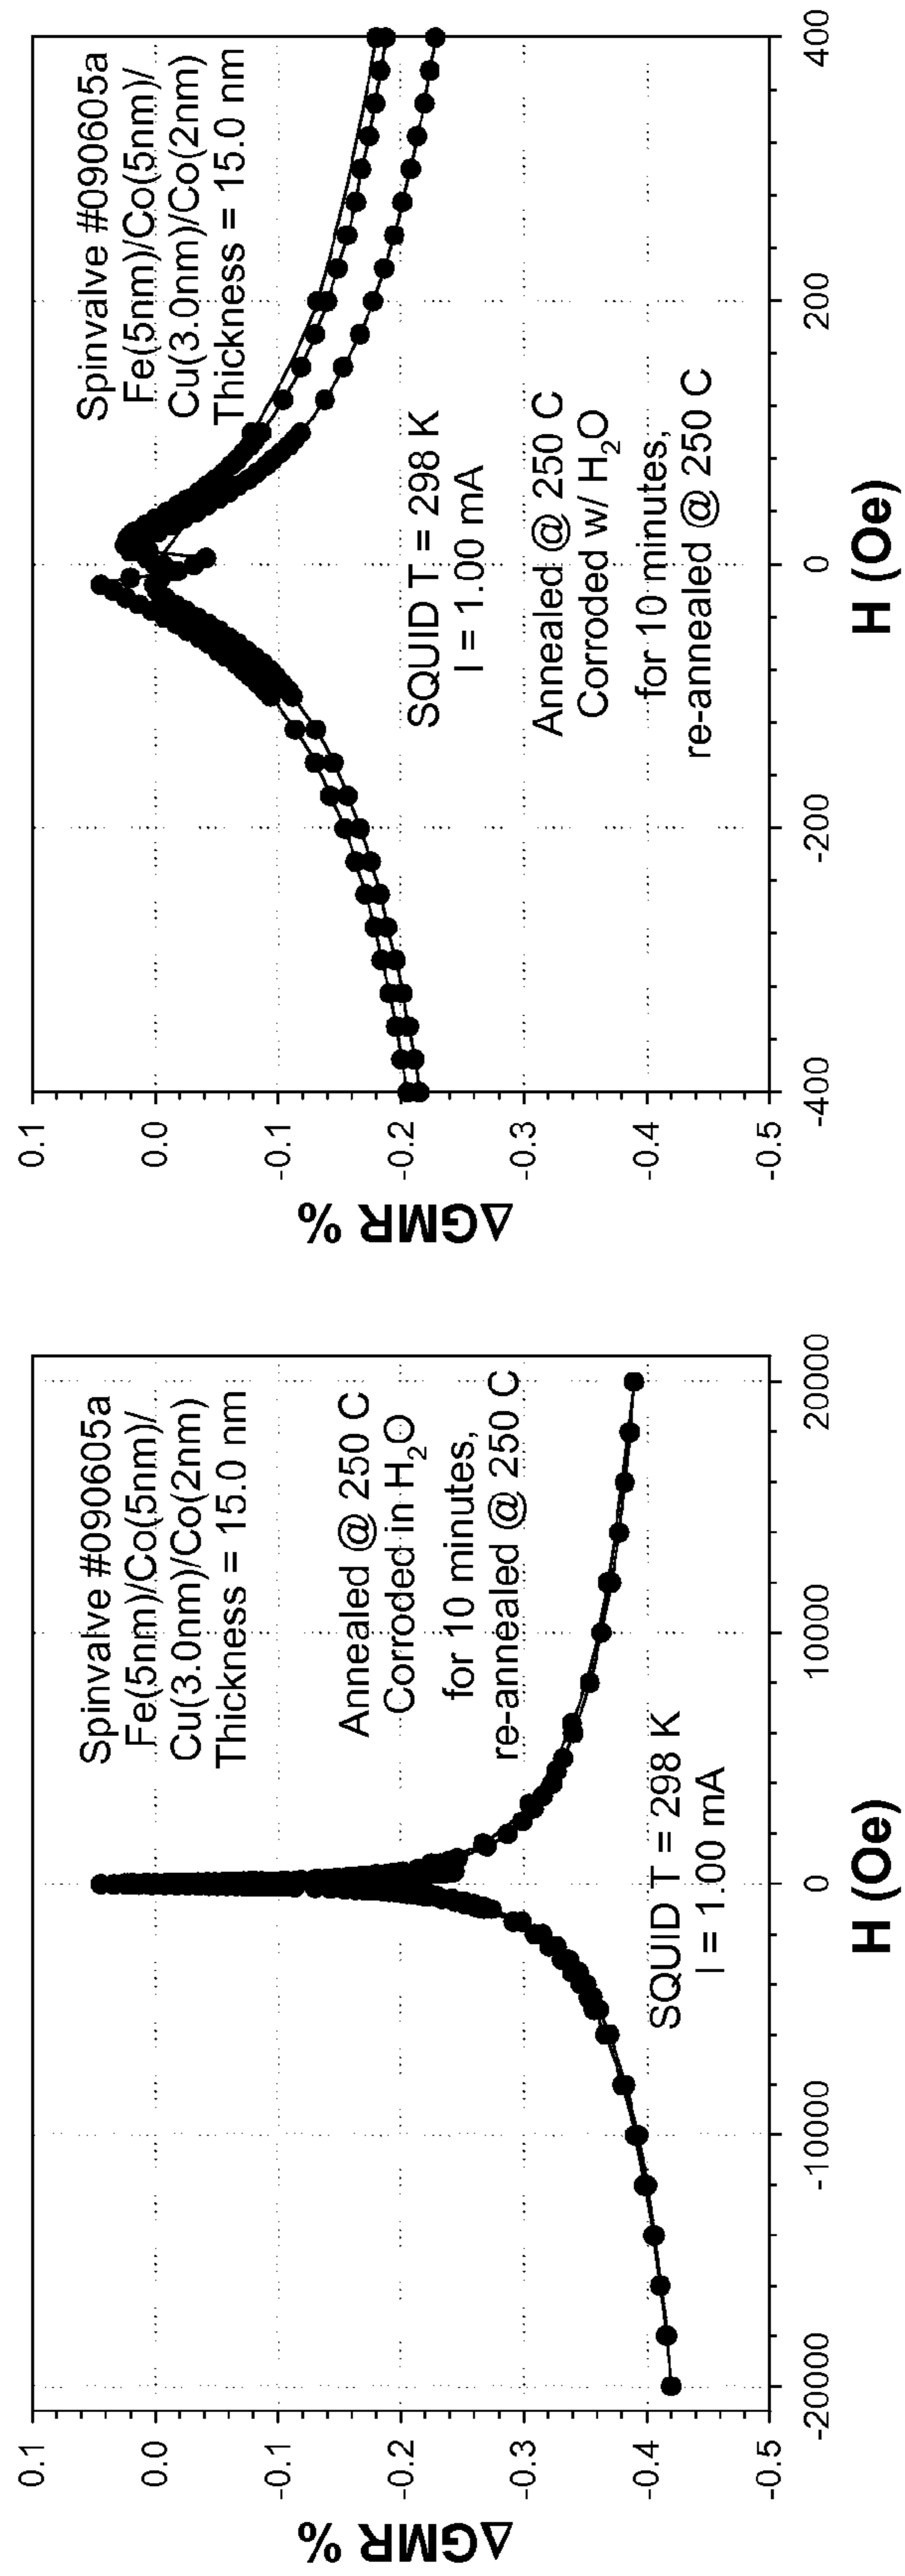 0.1
0.0
-0.1
-0.2
-0.3
-0.4
-0.5
ΔGMR %
-20000
-10000
0
10000
20000
H (Oe)
Spinvalve #090605a
Fe(5nm)/Co(5nm)/
Cu(3.0nm)/Co(2nm)
Thickness = 15.0 nm
Annealed @ 250 C
Corroded in H₂O
for 10 minutes,
re-annealed @ 250 C
SQUID T = 298 K
I = 1.00 mA
0.1
0.0
-0.1
-0.2
-0.3
-0.4
-0.5
ΔGMR %
-400
-200
0
200
400
H (Oe)
Spinvalve #090605a
Fe(5nm)/Co(5nm)/
Cu(3.0nm)/Co(2nm)
Thickness = 15.0 nm
SQUID T = 298 K
I = 1.00 mA
Annealed @ 250 C
Corroded w/ H₂O
for 10 minutes,
re-annealed @ 250 C